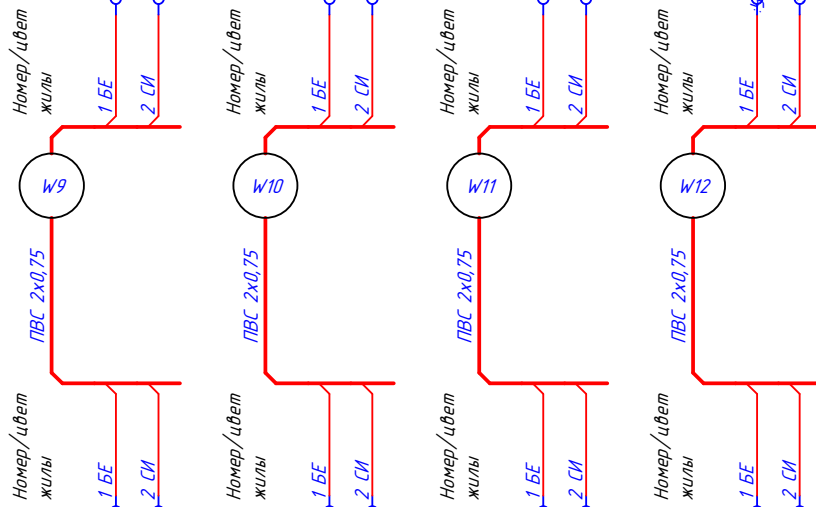 Номер/цвет
жилы
1 БЕ
2 СИ
Номер/цвет
жилы
1 БЕ
2 СИ
Номер/цвет
жилы
1 БЕ
2 СИ
Номер/цвет
жилы
1 БЕ
2 СИ
W9
W10
W11
W12
ПВС 2х0,75
ПВС 2х0,75
ПВС 2х0,75
ПВС 2х0,75
Номер/цвет
жилы
1 БЕ
2 СИ
Номер/цвет
жилы
1 БЕ
2 СИ
Номер/цвет
жилы
1 БЕ
2 СИ
Номер/цвет
жилы
1 БЕ
2 СИ